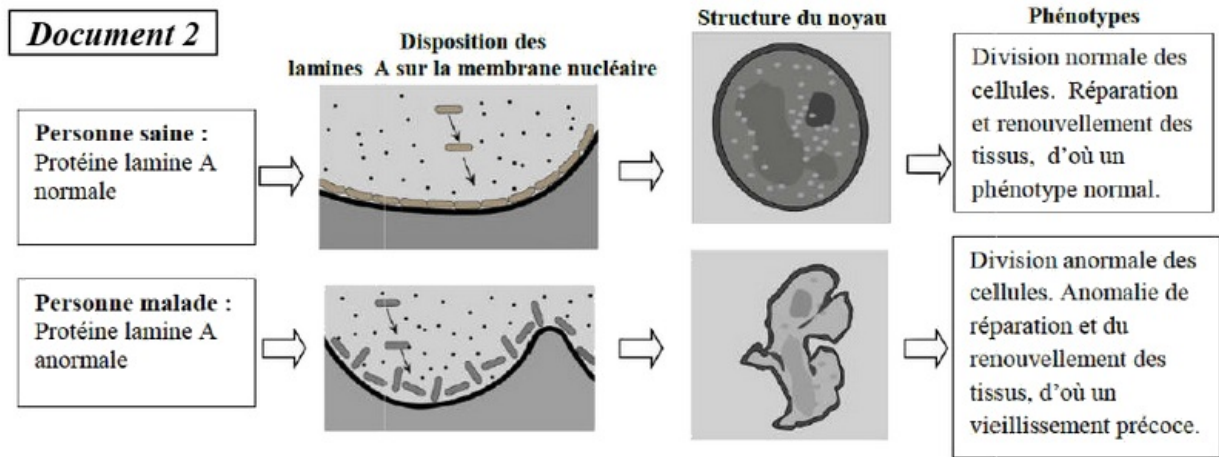 Document 2
Disposition des
lamines A sur la membrane nucléaire
Structure du noyau
Phénotypes
Personne saine :
Protéine lamine A
normale
Division normale des
cellules. Réparation
et renouvellement des
tissus, d'où un
phénotype normal.
Personne malade :
Protéine lamine A
anormale
Division anormale des
cellules. Anomalie de
réparation et du
renouvellement des
tissus, d'où un
vieillissement précoce.